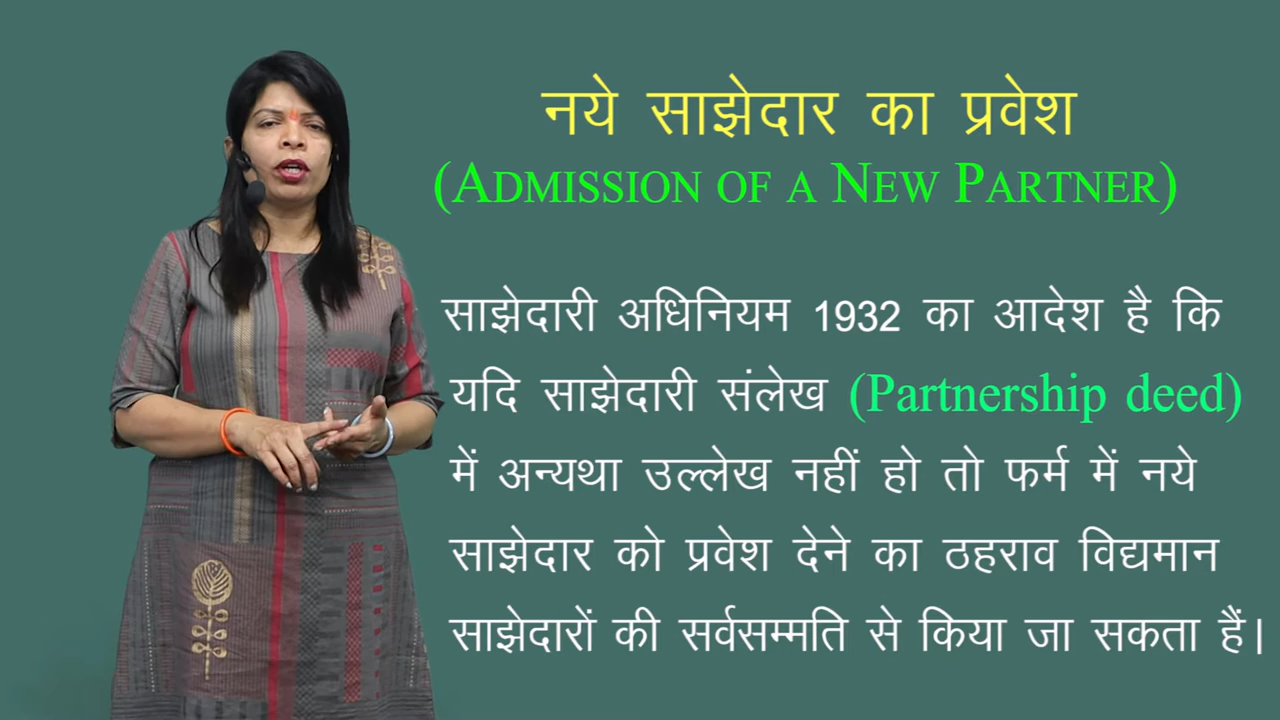 नये साझेदार का प्रवेश
(ADMISSION OF A NEW PARTNER)
साझेदारी अधिनियम 1932 का आदेश है कि
यदि साझेदारी संलेख (Partnership deed)
में अन्यथा उल्लेख नहीं हो तो फर्म में नये
साझेदार को प्रवेश देने का ठहराव विद्यमान
साझेदारों की सर्वसम्मति से किया जा सकता हैं।